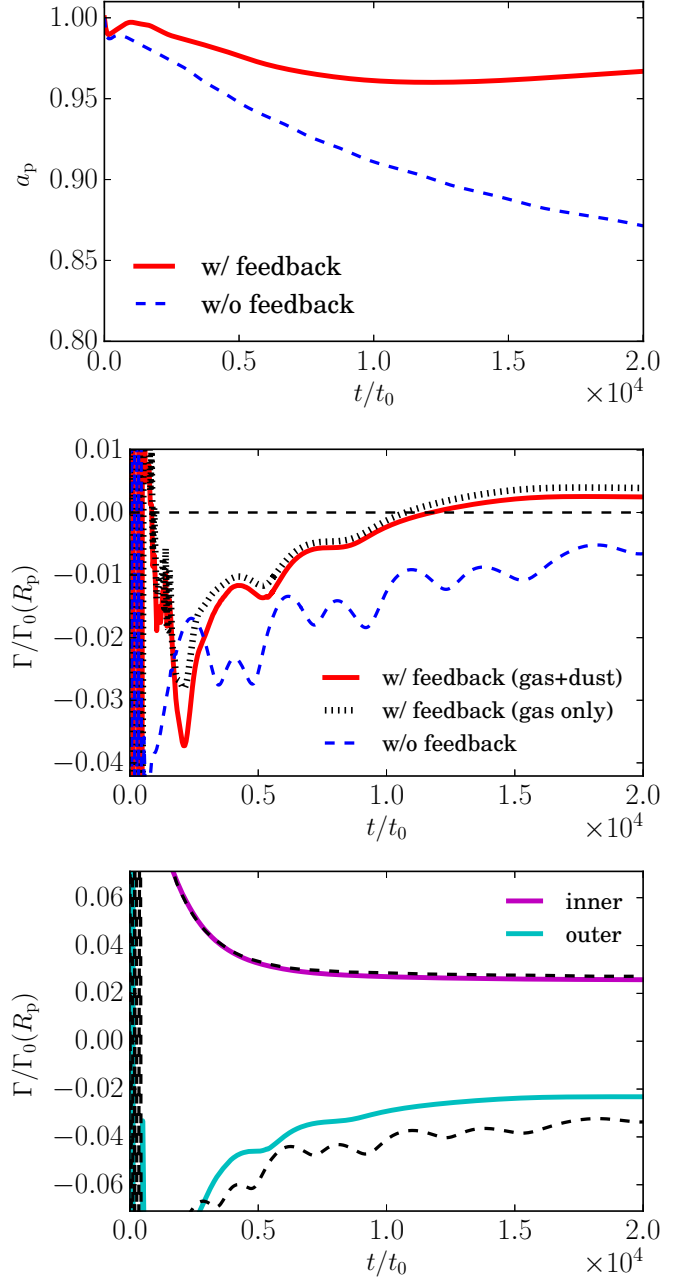 1.00
0.95
0.90
0.85
0.80
a_p
w/ feedback
w/o feedback
0.0 0.5 1.0 1.5 2.0
t/t_0 ×10^4
0.01
0.00
−0.01
−0.02
−0.03
−0.04
Γ/Γ_0(R_p)
w/ feedback (gas+dust)
w/ feedback (gas only)
w/o feedback
0.0 0.5 1.0 1.5 2.0
t/t_0 ×10^4
0.06
0.04
0.02
0.00
−0.02
−0.04
−0.06
Γ/Γ_0(R_p)
inner
outer
0.0 0.5 1.0 1.5 2.0
t/t_0 ×10^4